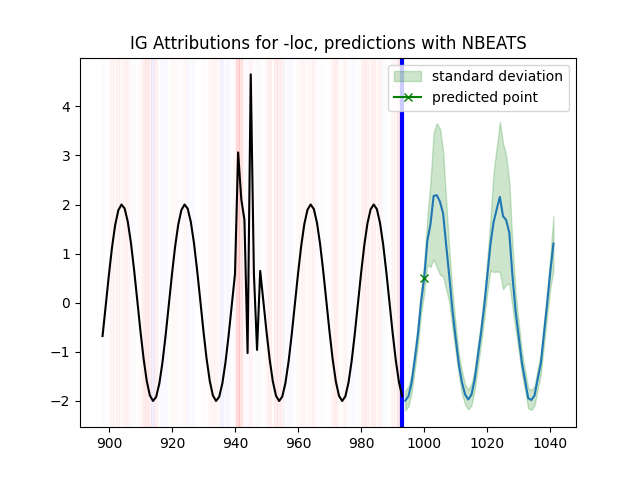 IG Attributions for -loc, predictions with NBEATS
standard deviation
predicted point
4
3
2
1
0
−1
−2
900 920 940 960 980 1000 1020 1040